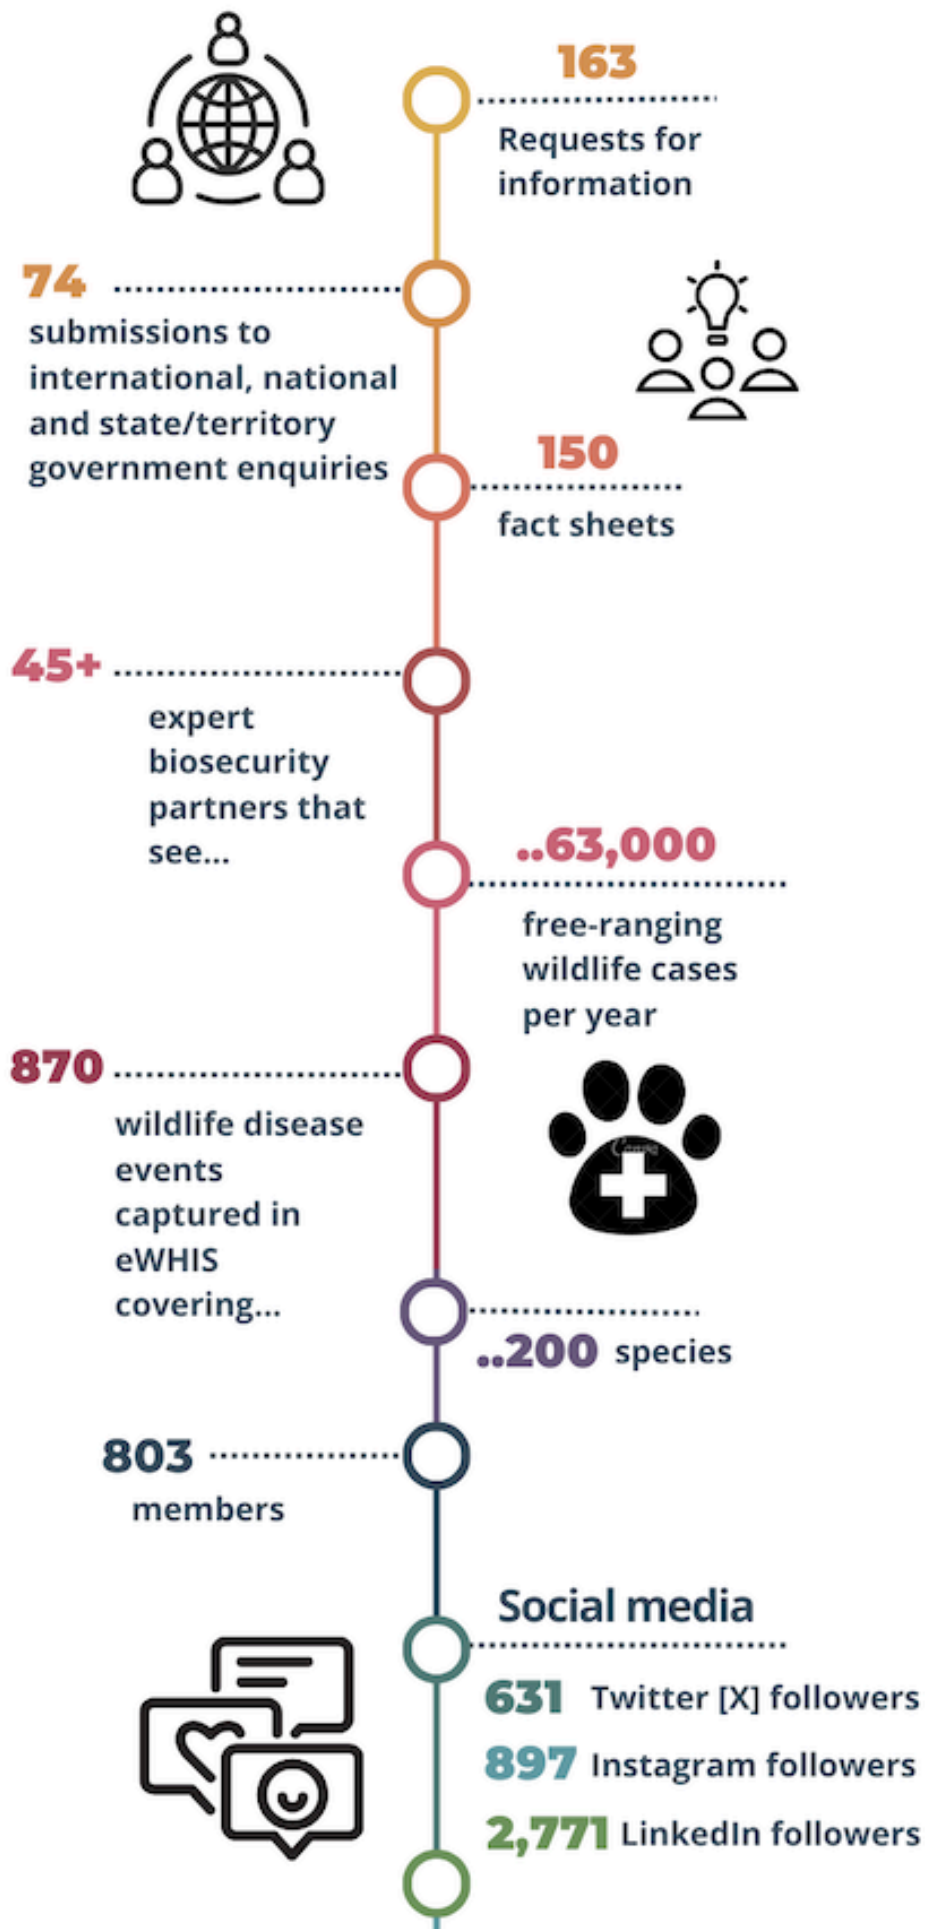 163
Requests for
information
74
submissions to
international, national
and state/territory
government enquiries
150
fact sheets
45+
expert
biosecurity
partners that
see...
..63,000
free-ranging
wildlife cases
per year
870
wildlife disease
events
captured in
eWHIS
covering...
..200 species
803
members
Social media
631 Twitter [X] followers
897 Instagram followers
2,771 LinkedIn followers